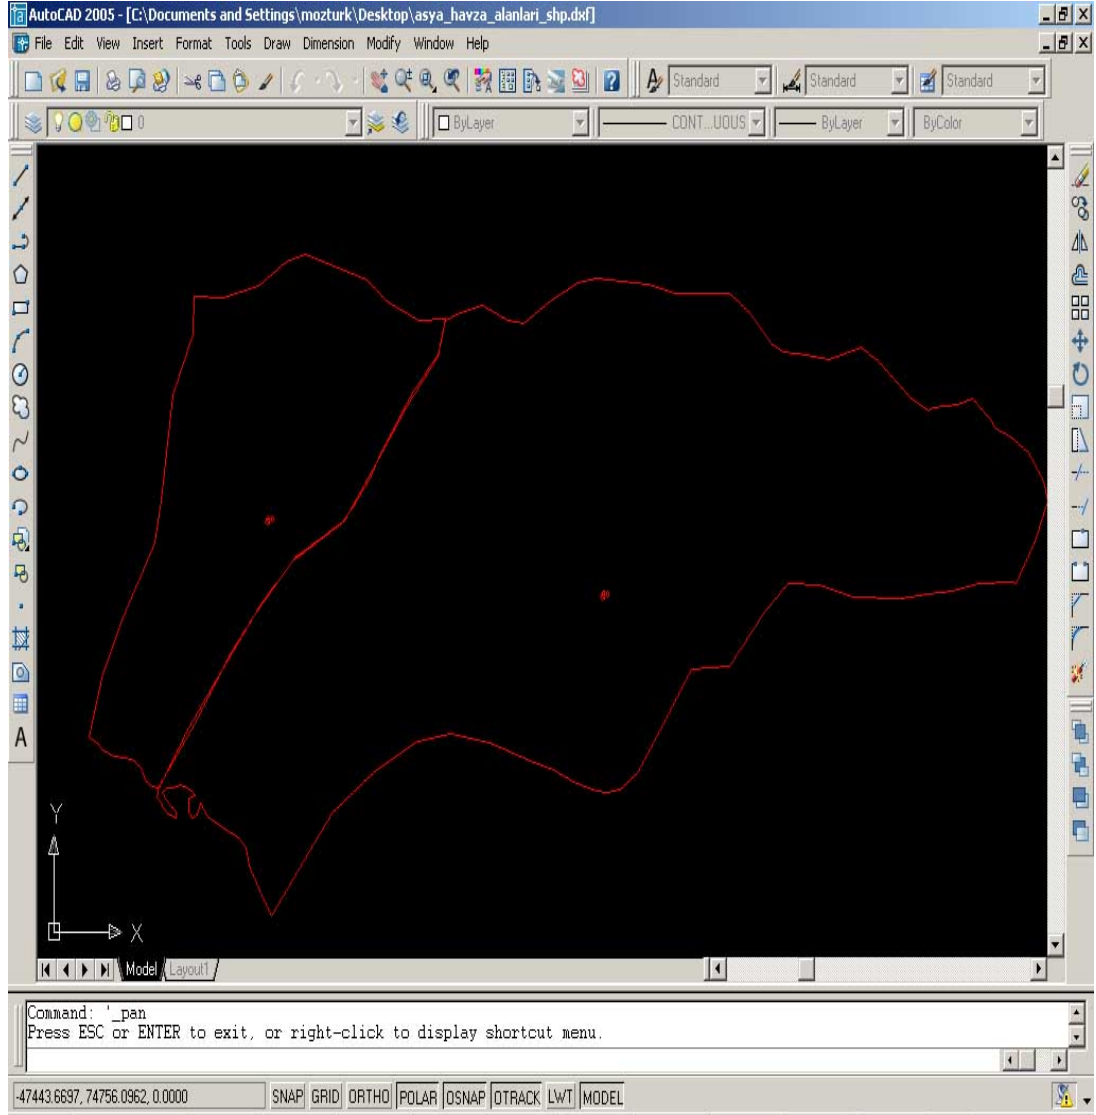 AutoCAD 2005 - [C:\Documents and Settings\mozturk\Desktop\asya_havza_alanlari_shp.dxf]
File Edit View Insert Format Tools Draw Dimension Modify Window Help
Standard Standard Standard
0 ByLayer CONT...UOUS ByLayer ByColor
A
Y
X
Model Layout1
Command: '_pan
Press ESC or ENTER to exit, or right-click to display shortcut menu.
-47443.6697, 74756.0962, 0.0000 SNAP GRID ORTHO POLAR OSNAP OTRACK LWT MODEL